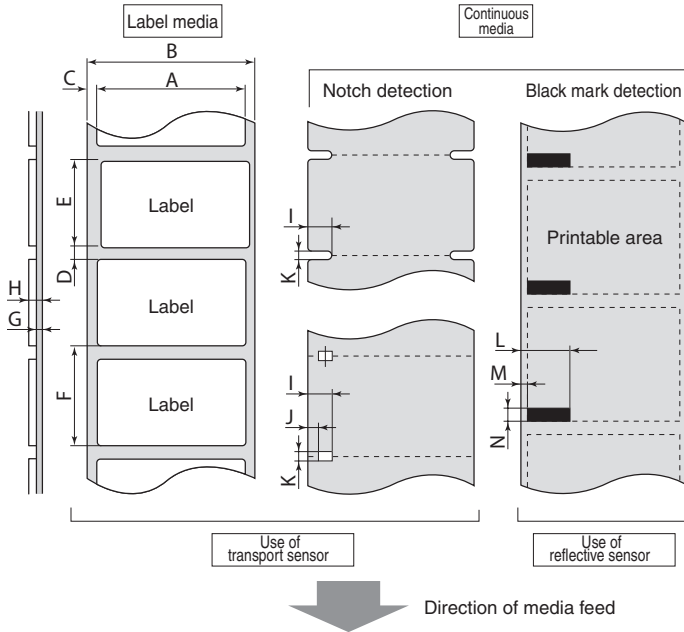 Label media
Continuous
media
B
C
A
Notch detection
Black mark detection
E
Label
I
K
Printable area
D
H
G
Label
L
M
N
F
Label
I
J
K
Use of
transport sensor
Use of
reflective sensor
Direction of media feed